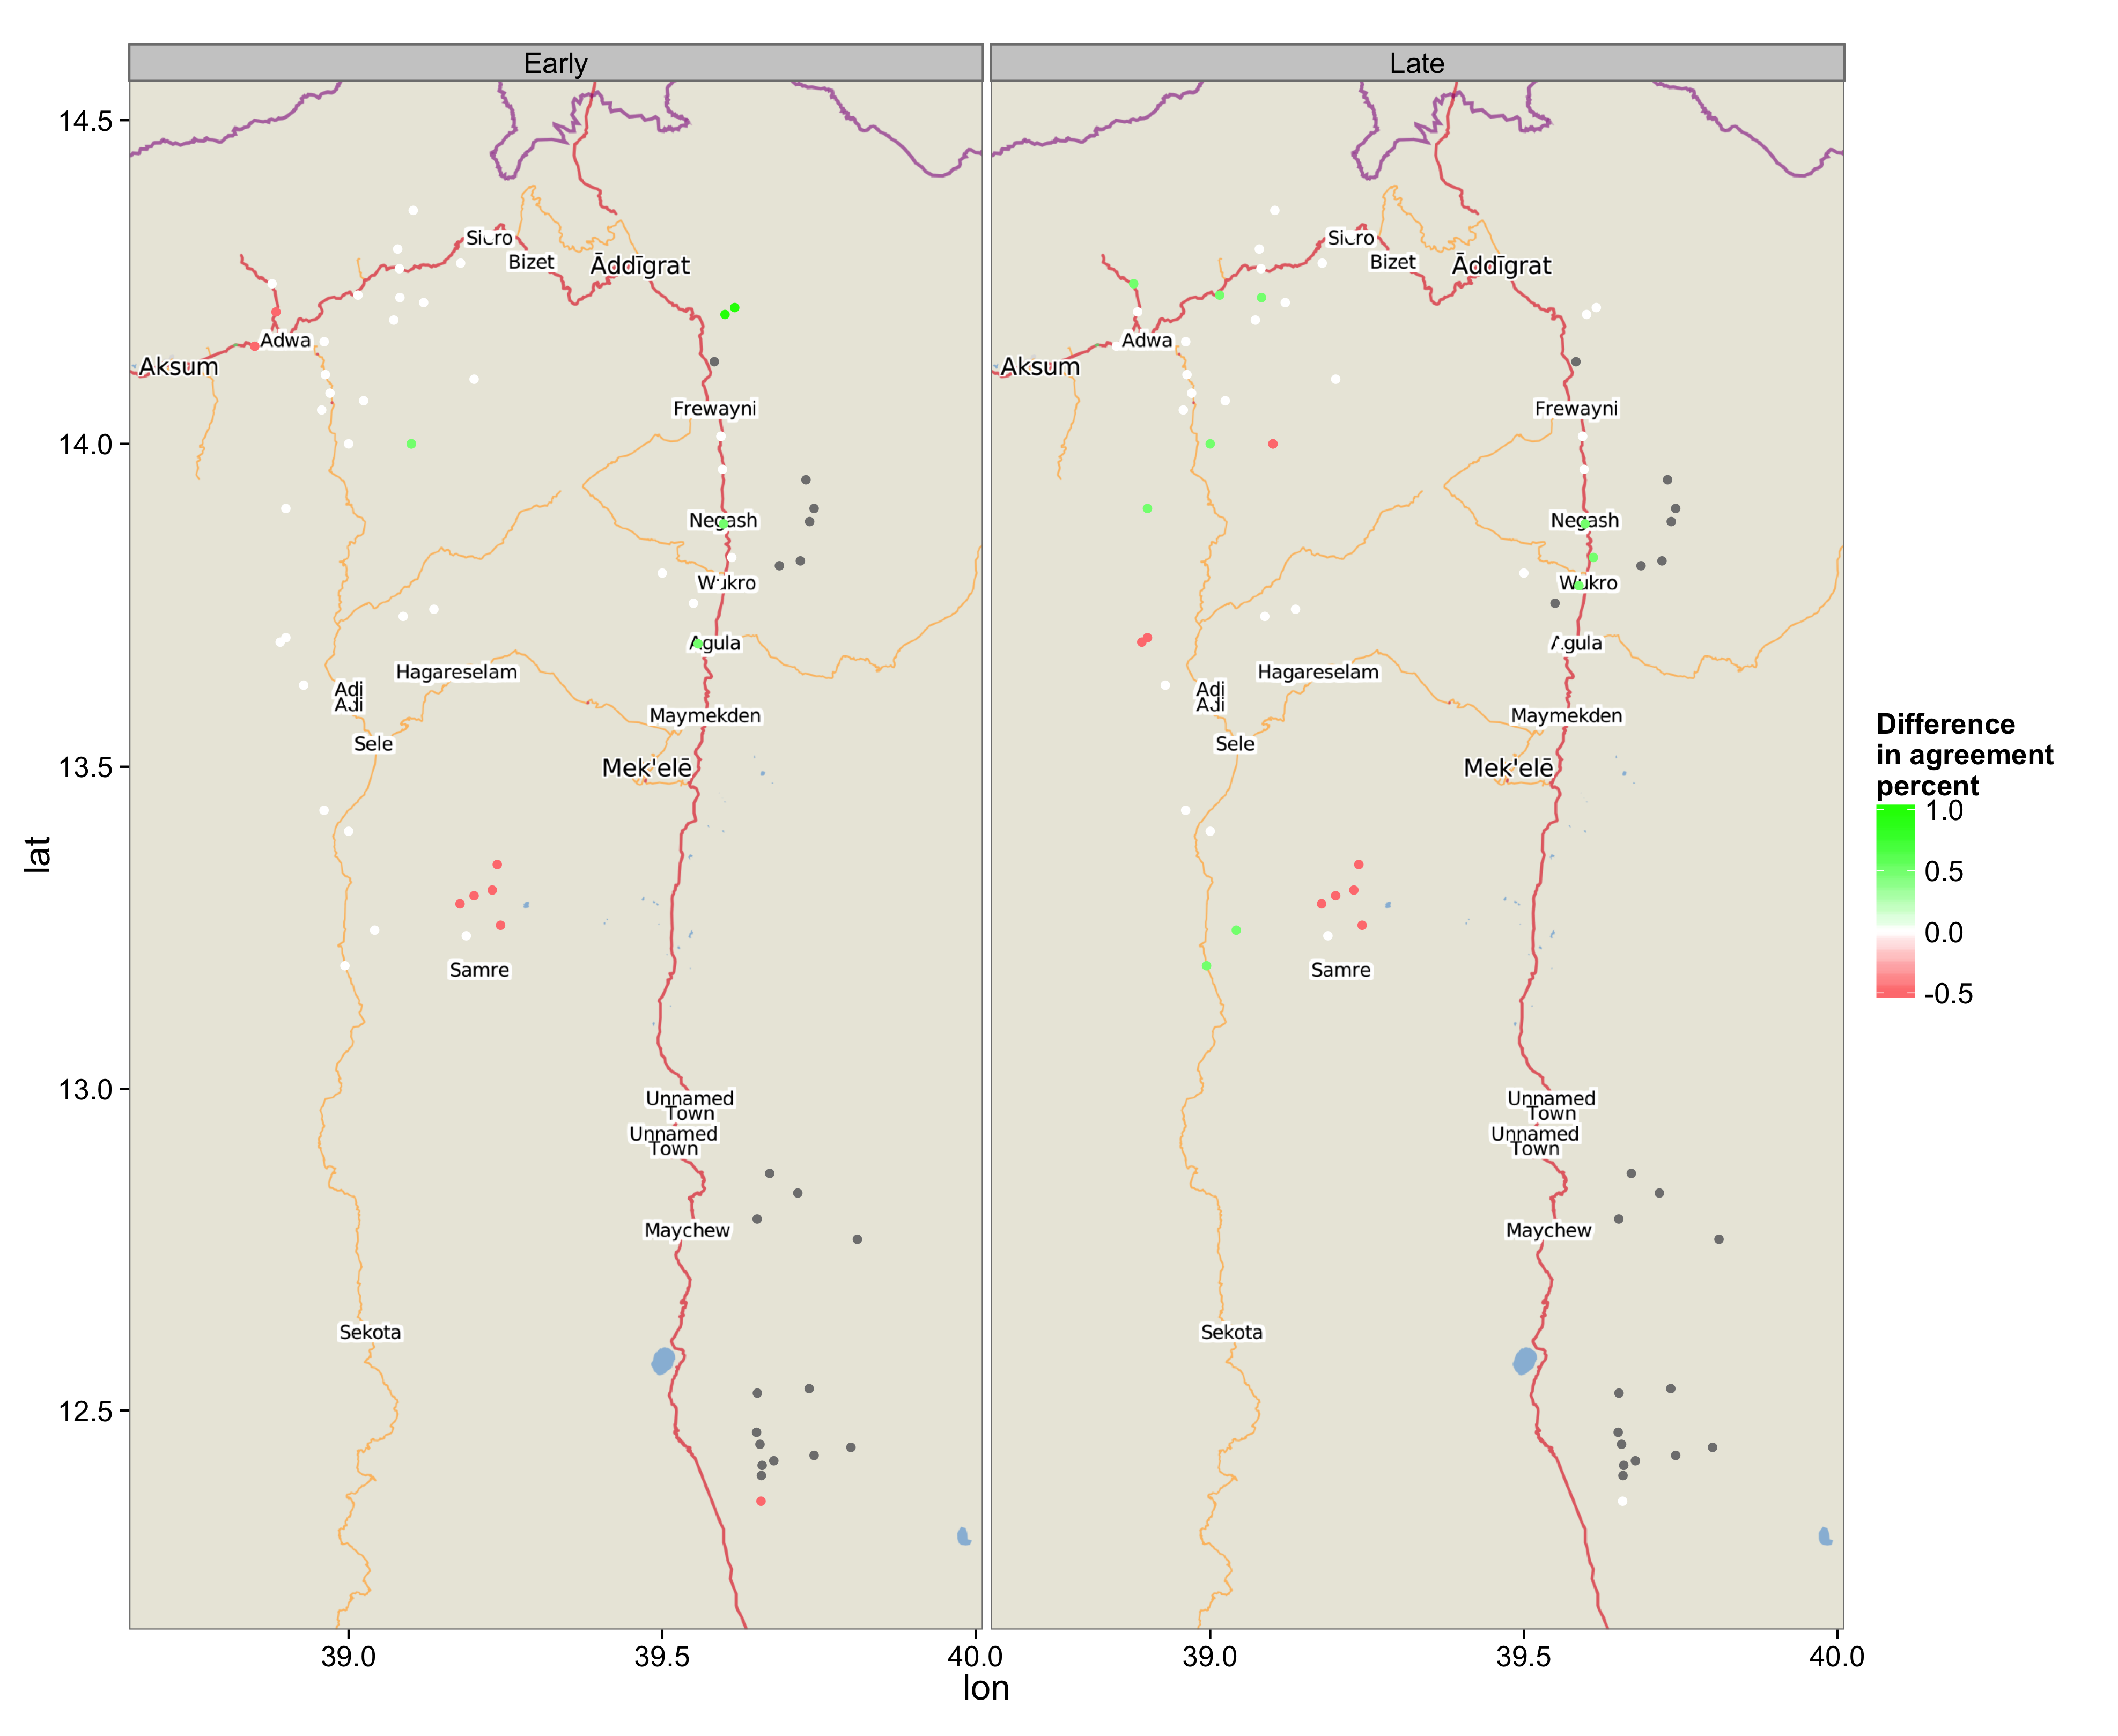 Early
Late
14.5
14.0
13.5
13.0
12.5
lat
Bizet
Āddīgrat
Adwa
Aksum
Frewayni
Negash
Wukro
Agula
Hagareselam
Adi
Adi
Maymekden
Sele
Mek'elē
Samre
Unnamed
Town
Unnamed
Town
Maychew
Sekota
Bizet
Āddīgrat
Adwa
Aksum
Frewayni
Negash
Wukro
Agula
Hagareselam
Adi
Adi
Maymekden
Sele
Mek'elē
Samre
Unnamed
Town
Unnamed
Town
Maychew
Sekota
39.0
39.5
40.0
39.0
39.5
40.0
lon
Difference
in agreement
percent
1.0
0.5
0.0
-0.5